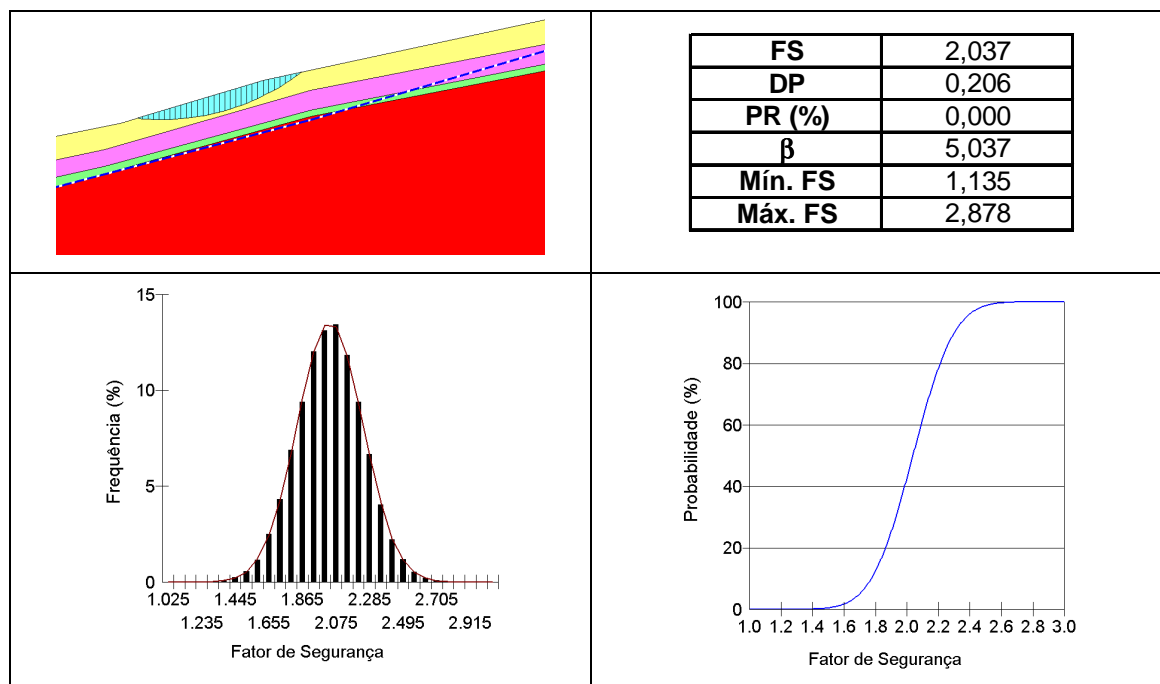 FS 2,037
DP 0,206
PR (%) 0,000
β 5,037
Mín. FS 1,135
Máx. FS 2,878
15
10
5
0
Frequência (%)
1.025 1.445 1.865 2.285 2.705
1.235 1.655 2.075 2.495 2.915
Fator de Segurança
100
80
60
40
20
0
Probabilidade (%)
1.0 1.2 1.4 1.6 1.8 2.0 2.2 2.4 2.6 2.8 3.0
Fator de Segurança